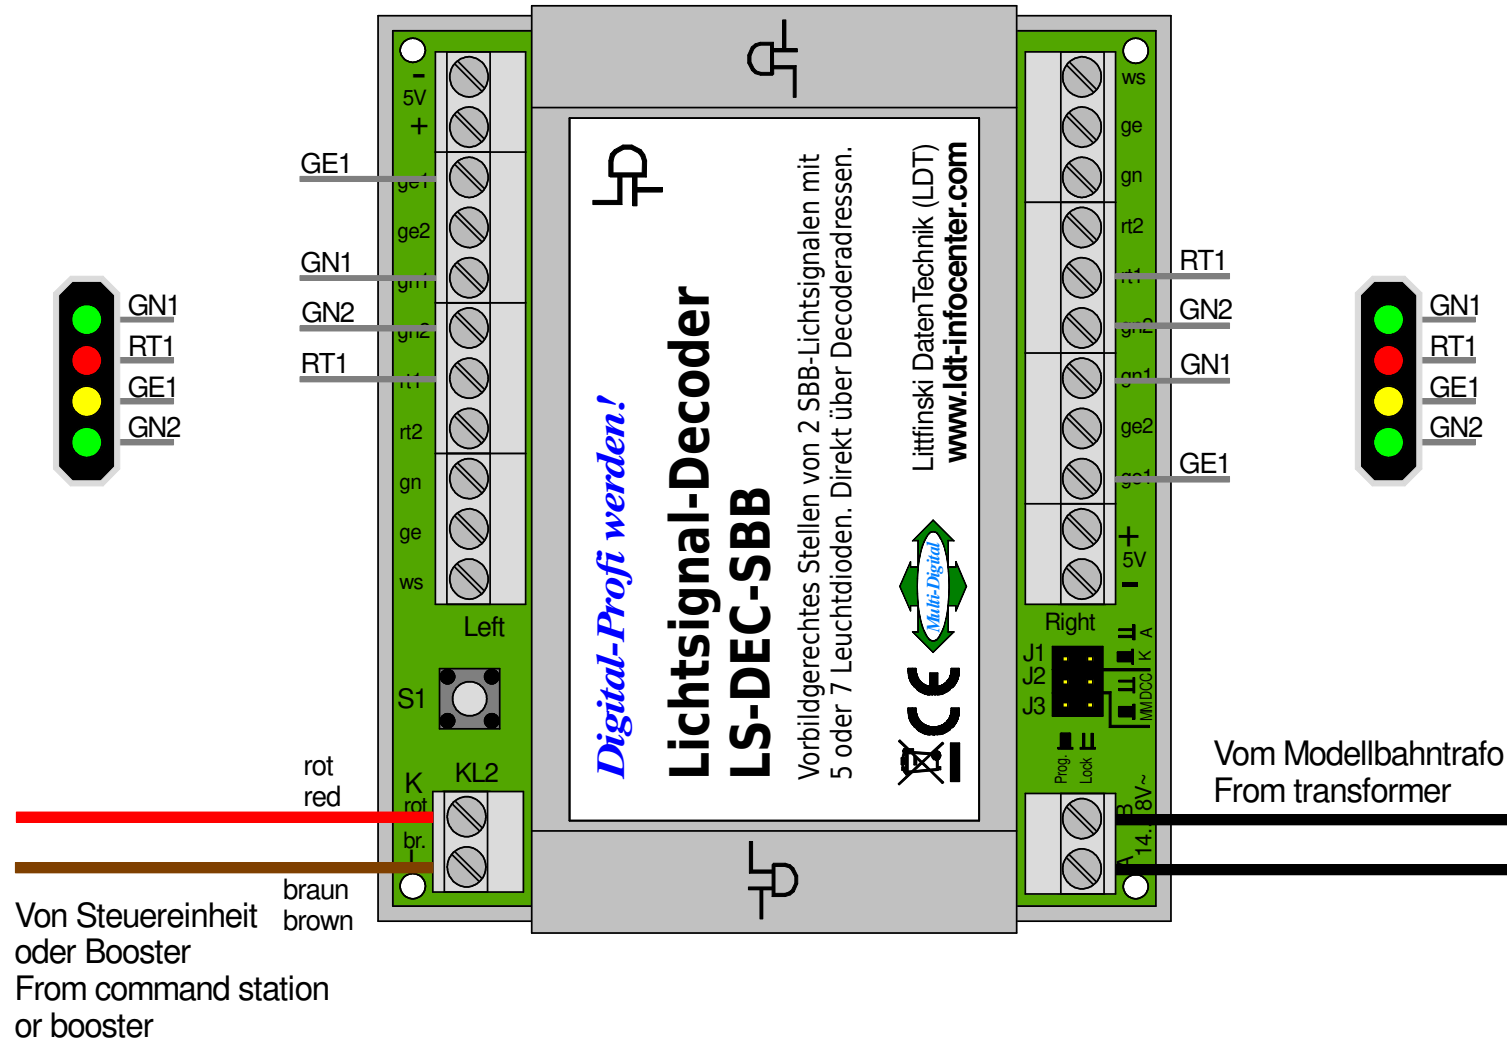 GN1
RT1
GE1
GN2
GE1
GN1
GN2
RT1
-
5V
+
ge1
ge2
gn1
gn2
rt1
rt2
gn
ge
ws
Left
S1
KL2
K
rot
br.
rot
red
braun
brown
Von Steuereinheit
oder Booster
From command station
or booster
Digital-Profi werden!
Lichtsignal-Decoder
LS-DEC-SBB
Vorbildgerechtes Stellen von 2 SBB-Lichtsignalen mit
5 oder 7 Leuchtdioden. Direkt über Decoderadressen.
Littfinski DatenTechnik (LDT)
www.ldt-infocenter.com
Multi-Digital
CE
ws
ge
gn
rt2
rt1
gn2
gn1
ge2
ge1
+
5V
-
Right
J1
J2
J3
A
K
DCC
MM
Prog.
Lock
B
A
RT1
GN2
GN1
GE1
GN1
RT1
GE1
GN2
Vom Modellbahntrafo
From transformer